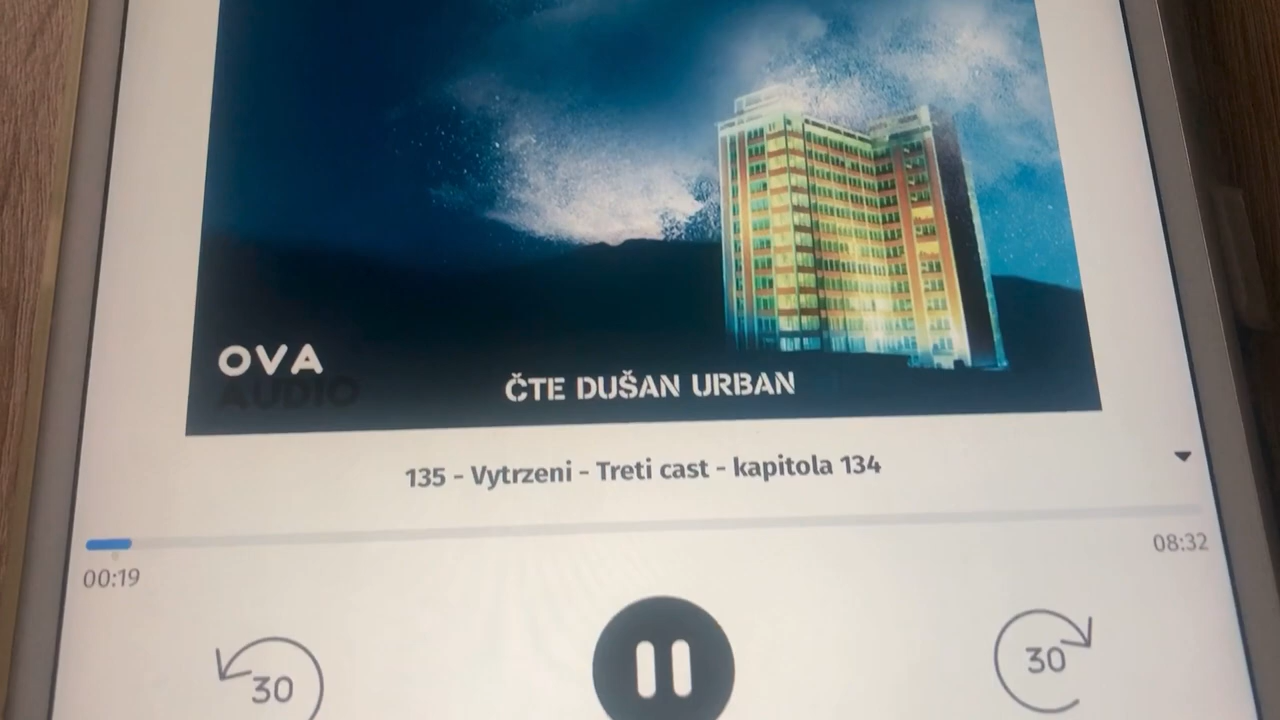 OVA
AUDIO
ČTE DUŠAN URBAN
135 - Vytrzeni - Treti cast - kapitola 134
00:19
08:32
30
30